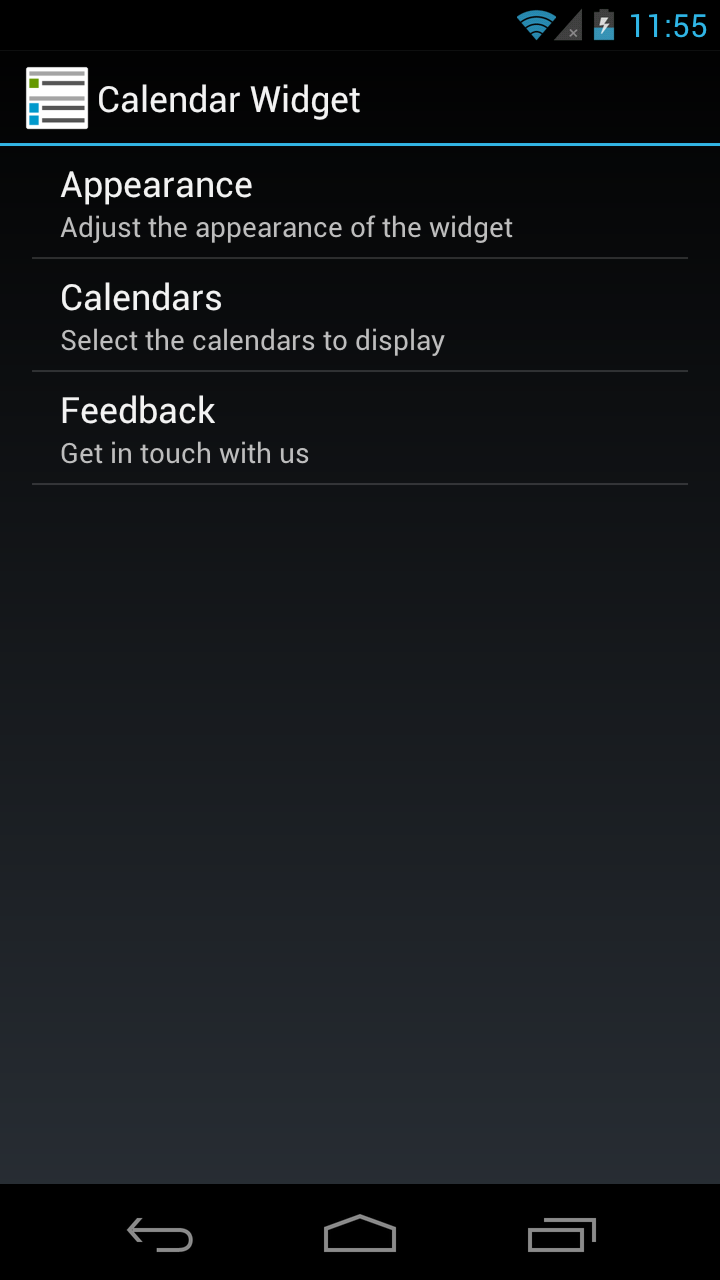 11:55
Calendar Widget
Appearance
Adjust the appearance of the widget
Calendars
Select the calendars to display
Feedback
Get in touch with us